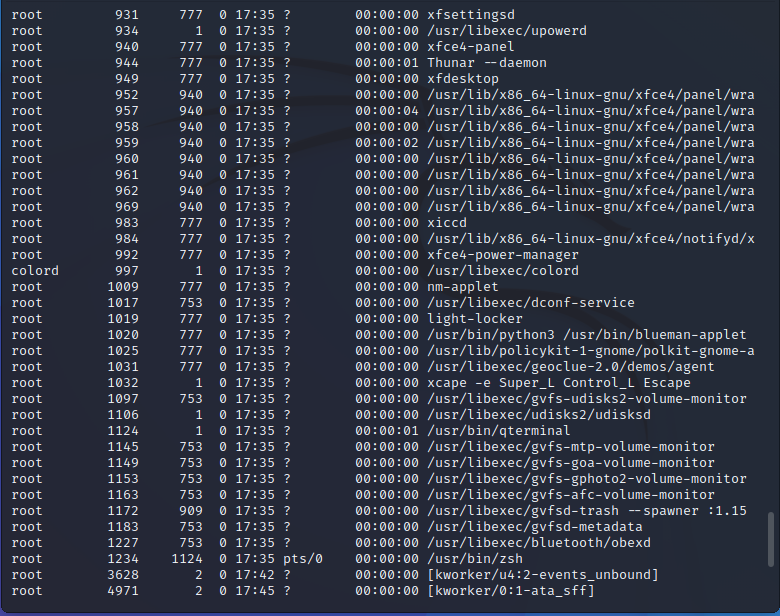 root 931 777 0 17:35 ? 00:00:00 xfsettingsd
root 934 1 0 17:35 ? 00:00:00 /usr/libexec/upowerd
root 940 777 0 17:35 ? 00:00:00 xfce4-panel
root 944 777 0 17:35 ? 00:00:01 Thunar --daemon
root 949 777 0 17:35 ? 00:00:00 xfdesktop
root 952 940 0 17:35 ? 00:00:00 /usr/lib/x86_64-linux-gnu/xfce4/panel/wra
root 957 940 0 17:35 ? 00:00:04 /usr/lib/x86_64-linux-gnu/xfce4/panel/wra
root 958 940 0 17:35 ? 00:00:00 /usr/lib/x86_64-linux-gnu/xfce4/panel/wra
root 959 940 0 17:35 ? 00:00:02 /usr/lib/x86_64-linux-gnu/xfce4/panel/wra
root 960 940 0 17:35 ? 00:00:00 /usr/lib/x86_64-linux-gnu/xfce4/panel/wra
root 961 940 0 17:35 ? 00:00:00 /usr/lib/x86_64-linux-gnu/xfce4/panel/wra
root 962 940 0 17:35 ? 00:00:00 /usr/lib/x86_64-linux-gnu/xfce4/panel/wra
root 969 940 0 17:35 ? 00:00:00 /usr/lib/x86_64-linux-gnu/xfce4/panel/wra
root 983 777 0 17:35 ? 00:00:00 xiccd
root 984 777 0 17:35 ? 00:00:00 /usr/lib/x86_64-linux-gnu/xfce4/notifyd/x
root 992 777 0 17:35 ? 00:00:00 xfce4-power-manager
colord 997 1 0 17:35 ? 00:00:00 /usr/libexec/colord
root 1009 777 0 17:35 ? 00:00:00 nm-applet
root 1017 753 0 17:35 ? 00:00:00 /usr/libexec/dconf-service
root 1019 777 0 17:35 ? 00:00:00 light-locker
root 1020 777 0 17:35 ? 00:00:00 /usr/bin/python3 /usr/bin/blueman-applet
root 1025 777 0 17:35 ? 00:00:00 /usr/lib/policykit-1-gnome/polkit-gnome-a
root 1031 777 0 17:35 ? 00:00:00 /usr/libexec/geoclue-2.0/demos/agent
root 1032 1 0 17:35 ? 00:00:00 xcape -e Super_L Control_L Escape
root 1097 753 0 17:35 ? 00:00:00 /usr/libexec/gvfs-udisks2-volume-monitor
root 1106 1 0 17:35 ? 00:00:00 /usr/libexec/udisks2/udisksd
root 1124 1 0 17:35 ? 00:00:01 /usr/bin/qterminal
root 1145 753 0 17:35 ? 00:00:00 /usr/libexec/gvfs-mtp-volume-monitor
root 1149 753 0 17:35 ? 00:00:00 /usr/libexec/gvfs-goa-volume-monitor
root 1153 753 0 17:35 ? 00:00:00 /usr/libexec/gvfs-gphoto2-volume-monitor
root 1163 753 0 17:35 ? 00:00:00 /usr/libexec/gvfs-afc-volume-monitor
root 1172 909 0 17:35 ? 00:00:00 /usr/libexec/gvfsd-trash --spawner :1.15
root 1183 753 0 17:35 ? 00:00:00 /usr/libexec/gvfsd-metadata
root 1227 753 0 17:35 ? 00:00:00 /usr/libexec/bluetooth/obexd
root 1234 1124 0 17:35 pts/0 00:00:00 /usr/bin/zsh
root 3628 2 0 17:42 ? 00:00:00 [kworker/u4:2-events_unbound]
root 4971 2 0 17:45 ? 00:00:00 [kworker/0:1-ata_sff]